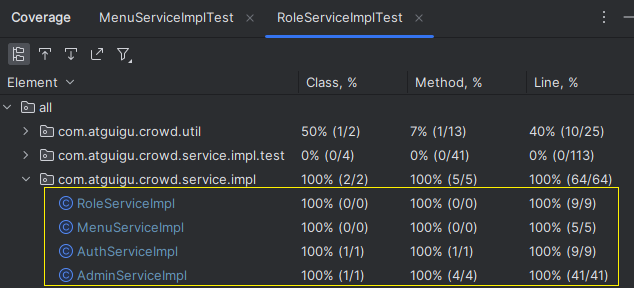 Coverage MenuServiceImplTest RoleServiceImplTest
Element Class, % Method, % Line, %
all
com.atguigu.crowd.util 50% (1/2) 7% (1/13) 40% (10/25)
com.atguigu.crowd.service.impl.test 0% (0/4) 0% (0/41) 0% (0/113)
com.atguigu.crowd.service.impl 100% (2/2) 100% (5/5) 100% (64/64)
RoleServiceImpl 100% (0/0) 100% (0/0) 100% (9/9)
MenuServiceImpl 100% (0/0) 100% (0/0) 100% (5/5)
AuthServiceImpl 100% (1/1) 100% (1/1) 100% (9/9)
AdminServiceImpl 100% (1/1) 100% (4/4) 100% (41/41)